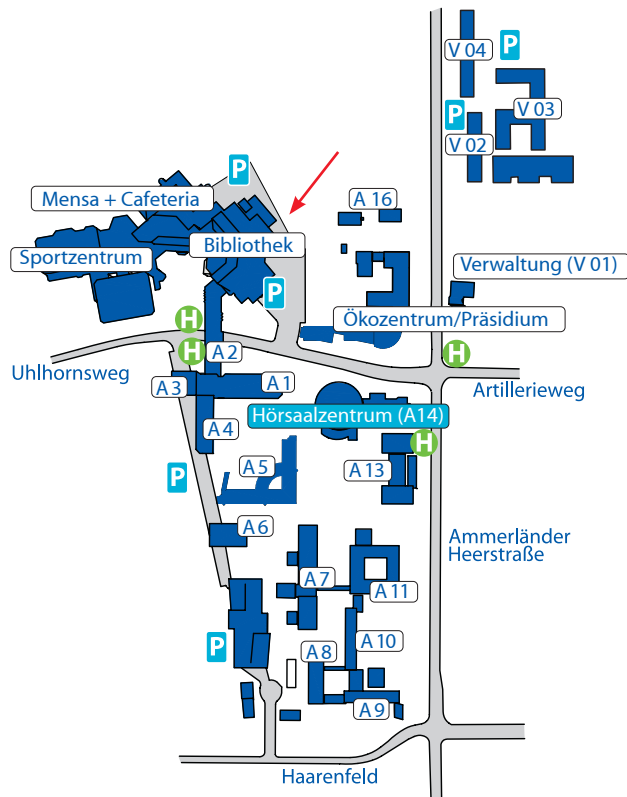 V 04
P
V 03
P
V 02
P
Mensa + Cafeteria
A 16
Bibliothek
Sportzentrum
Verwaltung (V 01)
P
H
Ökozentrum/Präsidium
H
A 2
H
Uhlhornsweg
A 3
A 1
Artillerieweg
Hörsaalzentrum (A14)
A 4
H
A 5
A 13
P
A 6
Ammerländer
Heerstraße
A 7
A 11
P
A 8
A 10
A 9
Haarenfeld